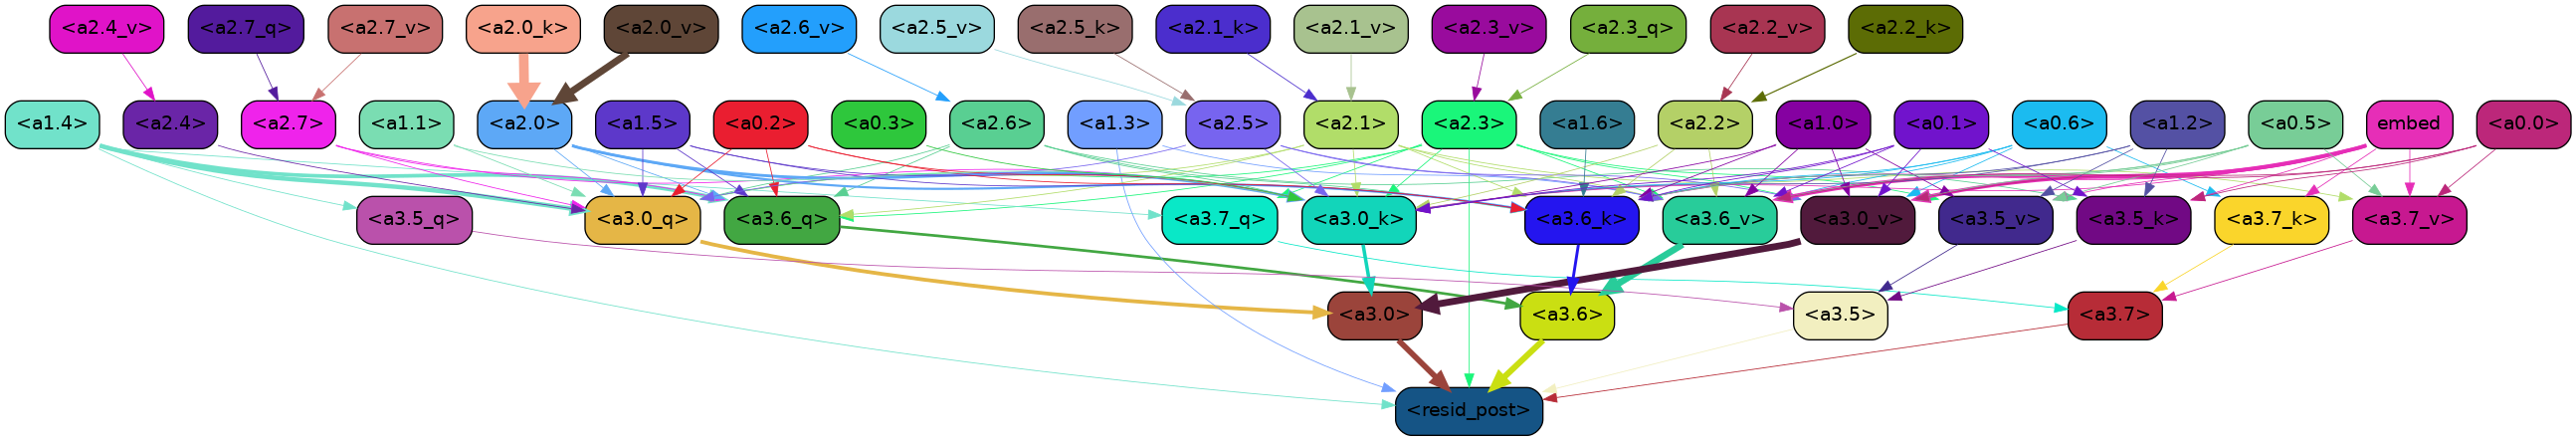 <a2.4_v> <a2.7_q> <a2.7_v> <a2.0_k> <a2.0_v> <a2.6_v> <a2.5_v> <a2.5_k> <a2.1_k> <a2.1_v> <a2.3_v> <a2.3_q> <a2.2_v> <a2.2_k>
<a1.4> <a2.4> <a2.7> <a1.1> <a2.0> <a1.5> <a0.2> <a0.3> <a2.6> <a1.3> <a2.5> <a2.1> <a2.3> <a1.6> <a2.2> <a1.0> <a0.1> <a0.6> <a1.2> <a0.5> embed <a0.0>
<a3.5_q> <a3.0_q> <a3.6_q> <a3.7_q> <a3.0_k> <a3.6_k> <a3.6_v> <a3.0_v> <a3.5_v> <a3.5_k> <a3.7_k> <a3.7_v>
<a3.0> <a3.6> <a3.5> <a3.7>
<resid_post>